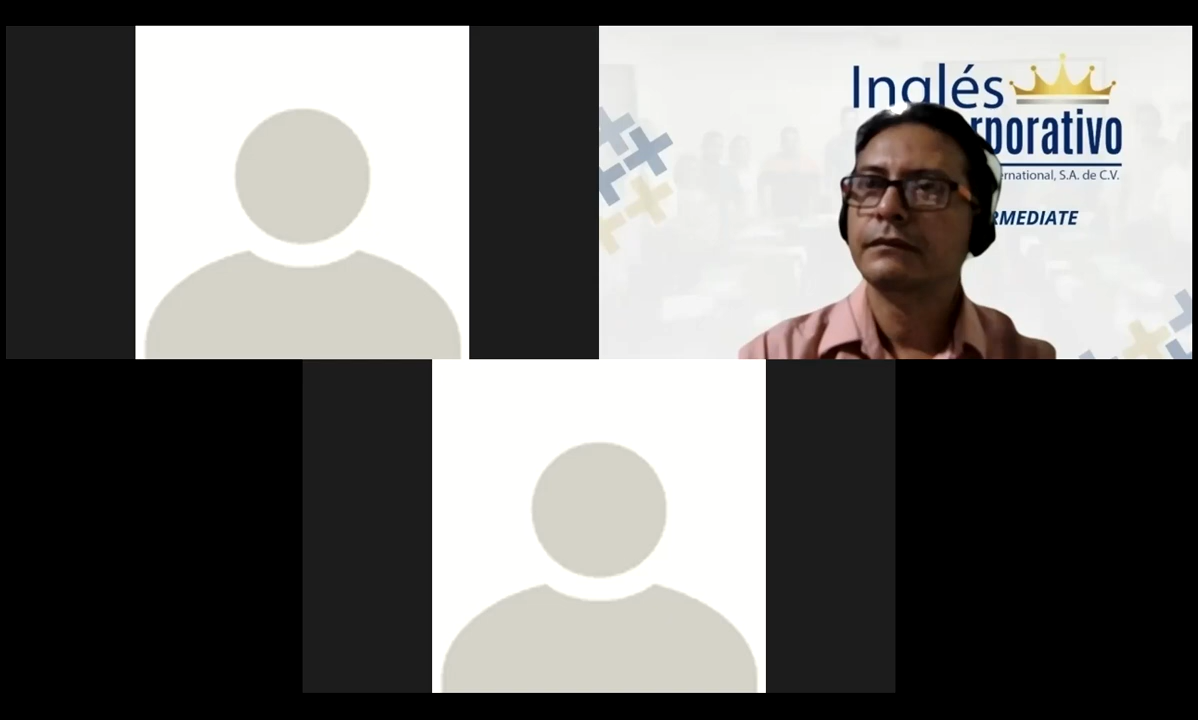 Inglés
rporativo
ernational, S.A. de C.V.
RMEDIATE